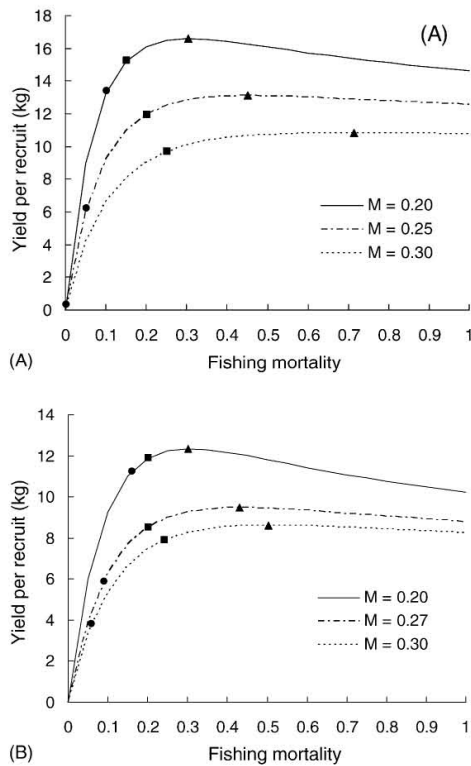 18
(A)
16
14
12
10
8
6
4
2
0
Yield per recruit (kg)
M = 0.20
M = 0.25
M = 0.30
0 0.1 0.2 0.3 0.4 0.5 0.6 0.7 0.8 0.9 1
(A)
Fishing mortality
14
12
10
8
6
4
2
0
Yield per recruit (kg)
M = 0.20
M = 0.27
M = 0.30
0 0.1 0.2 0.3 0.4 0.5 0.6 0.7 0.8 0.9 1
(B)
Fishing mortality